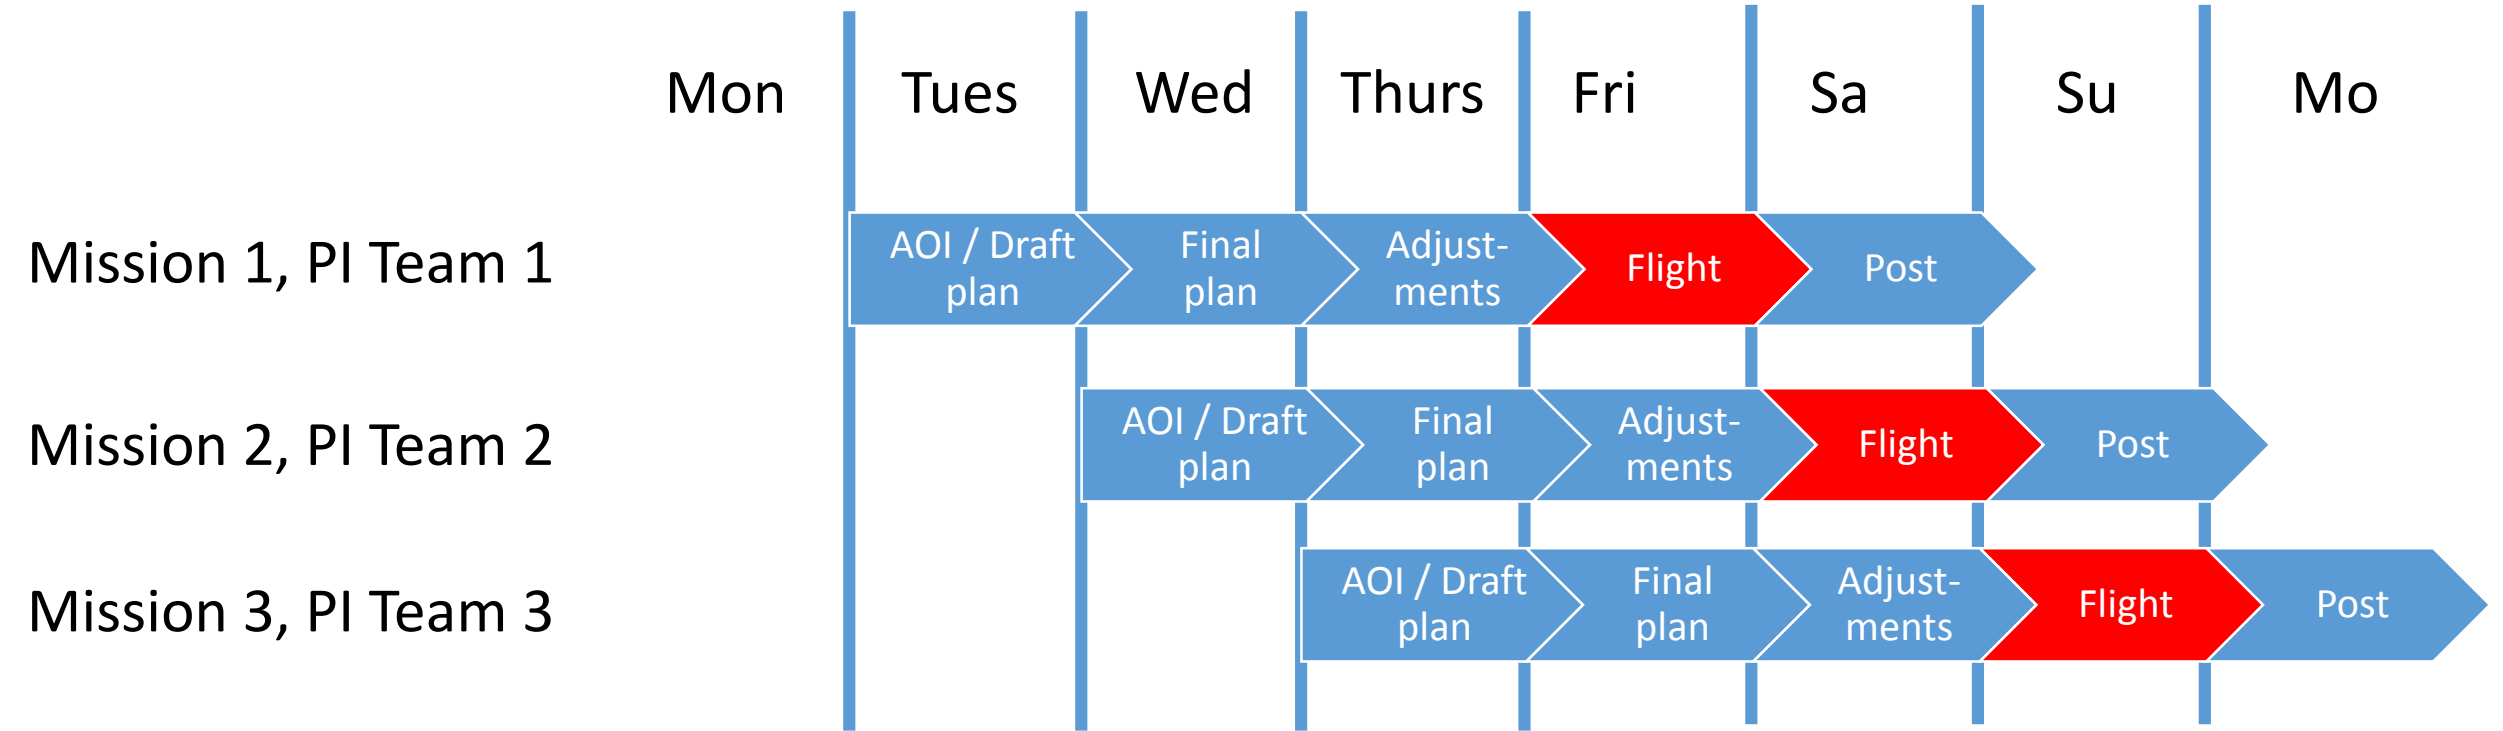 Mon Tues Wed Thurs Fri Sa Su Mo
Mission 1, PI Team 1
AOI / Draft
plan
Final
plan
Adjust-
ments
Flight
Post
Mission 2, PI Team 2
AOI / Draft
plan
Final
plan
Adjust-
ments
Flight
Post
Mission 3, PI Team 3
AOI / Draft
plan
Final
plan
Adjust-
ments
Flight
Post